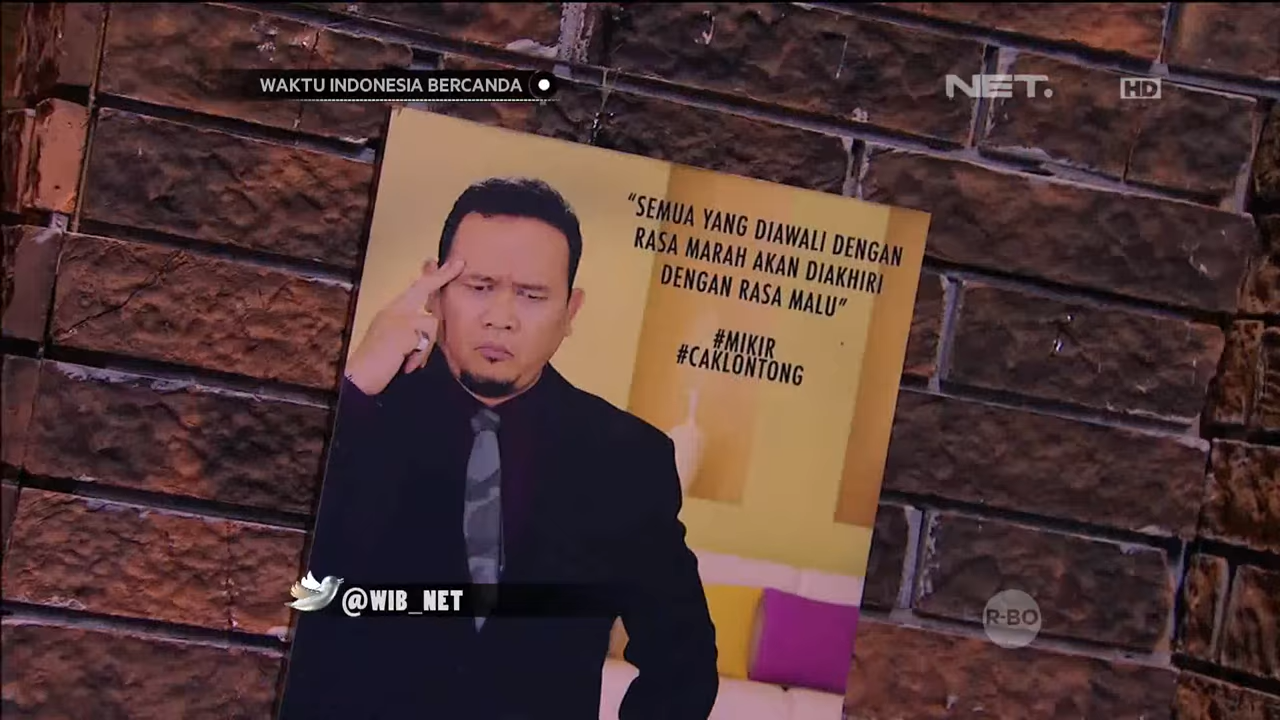 WAKTU INDONESIA BERCANDA
NET.
HD
"SEMUA YANG DIAWALI DENGAN
RASA MARAH AKAN DIAKHIRI
DENGAN RASA MALU"
#MIKIR
#CAKLONTONG
@WIB_NET
R-BO